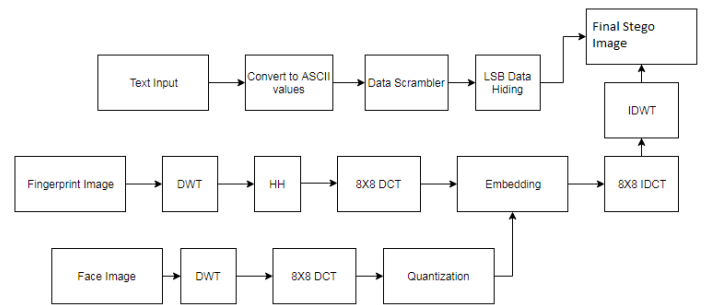 Final Stego
Image
Text Input
Convert to ASCII
values
Data Scrambler
LSB Data
Hiding
IDWT
Fingerprint Image
DWT
HH
8X8 DCT
Embedding
8X8 IDCT
Face Image
DWT
8X8 DCT
Quantization